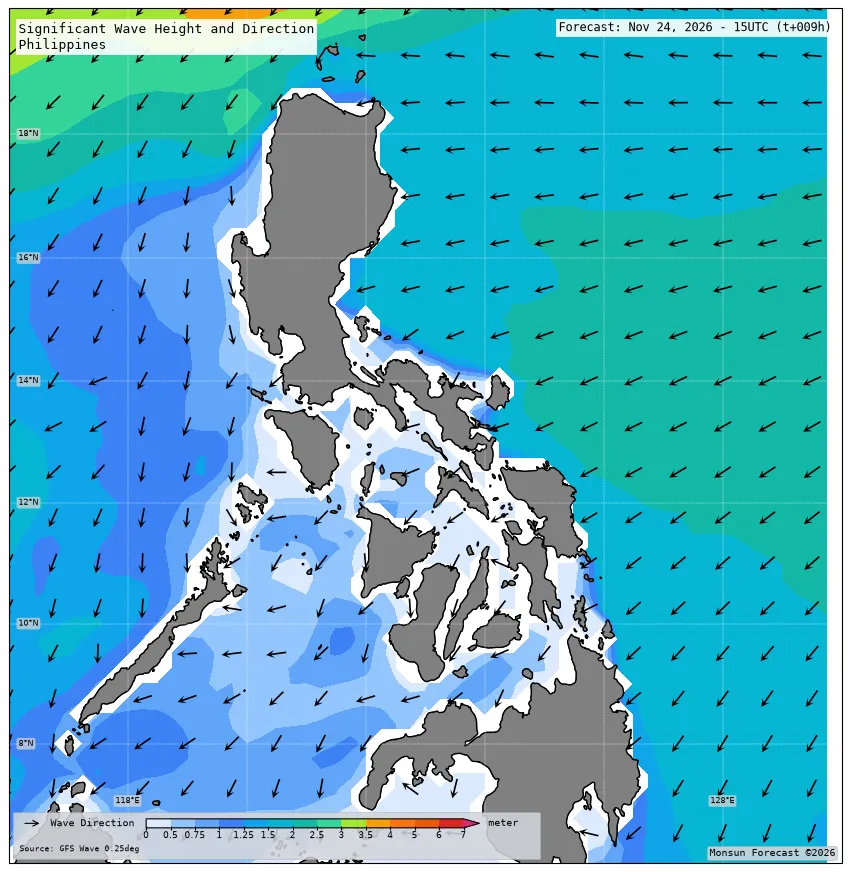 Significant Wave Height and Direction
Philippines
Forecast: Nov 24, 2026 - 15UTC (t+009h)
18°N
16°N
14°N
12°N
10°N
8°N
118°E
128°E
Wave Direction
0 0.5 0.75 1 1.25 1.5 2 2.5 3 3.5 4 5 6 7
meter
Source: GFS Wave 0.25deg
Monsun Forecast ©2026